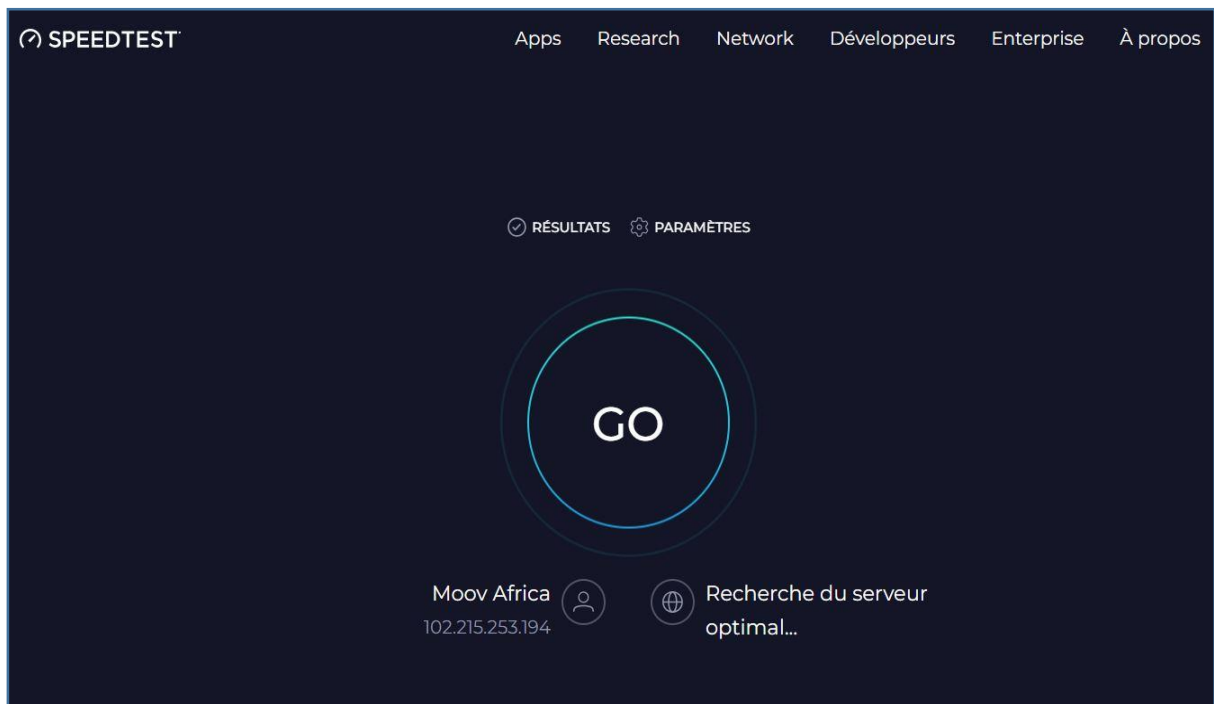 SPEEDTEST
Apps Research Network Développeurs Enterprise À propos
RÉSULTATS PARAMÈTRES
GO
Moov Africa
102.215.253.194
Recherche du serveur
optimal...